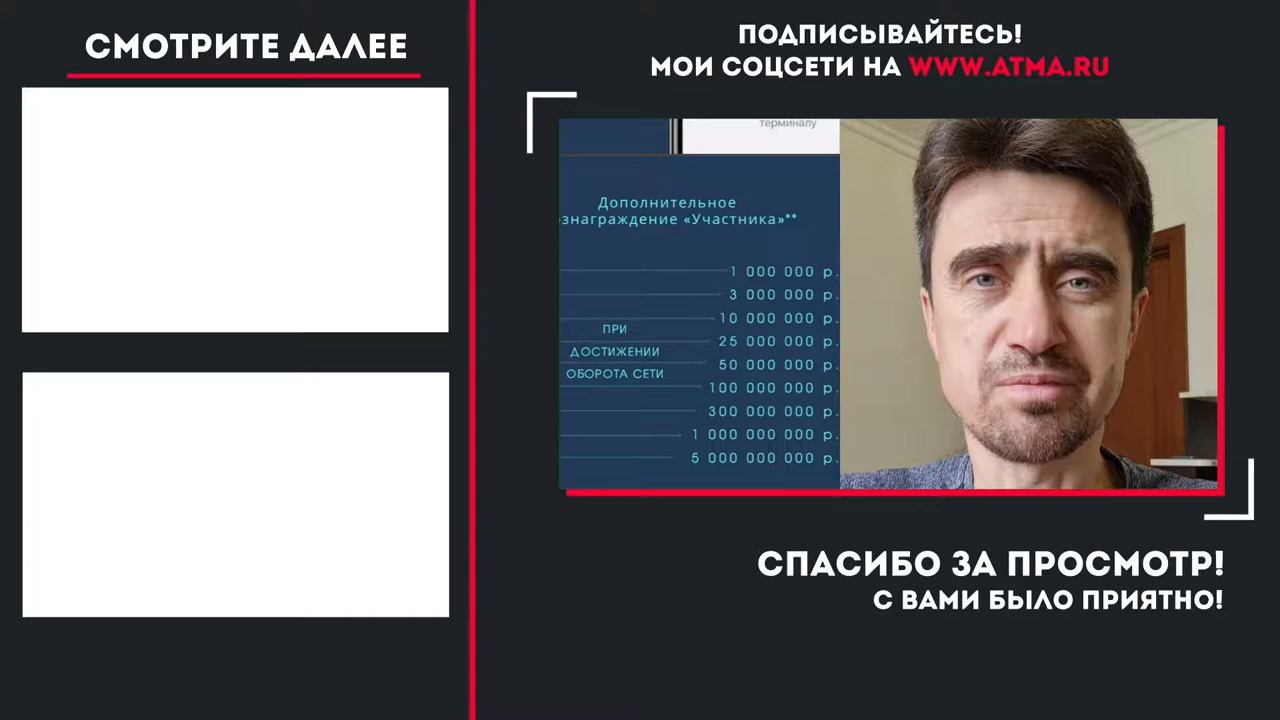 СМОТРИТЕ ДАЛЕЕ
ПОДПИСЫВАЙТЕСЬ!
МОИ СОЦСЕТИ НА WWW.ATMA.RU
терминалу
Дополнительное
ознаграждение «Участника»**
1 000 000 р.
3 000 000 р.
10 000 000 р.
ПРИ
25 000 000 р.
ДОСТИЖЕНИИ
50 000 000 р.
ОБОРОТА СЕТИ
100 000 000 р.
300 000 000 р.
1 000 000 000 р.
5 000 000 000 р.
СПАСИБО ЗА ПРОСМОТР!
С ВАМИ БЫЛО ПРИЯТНО!